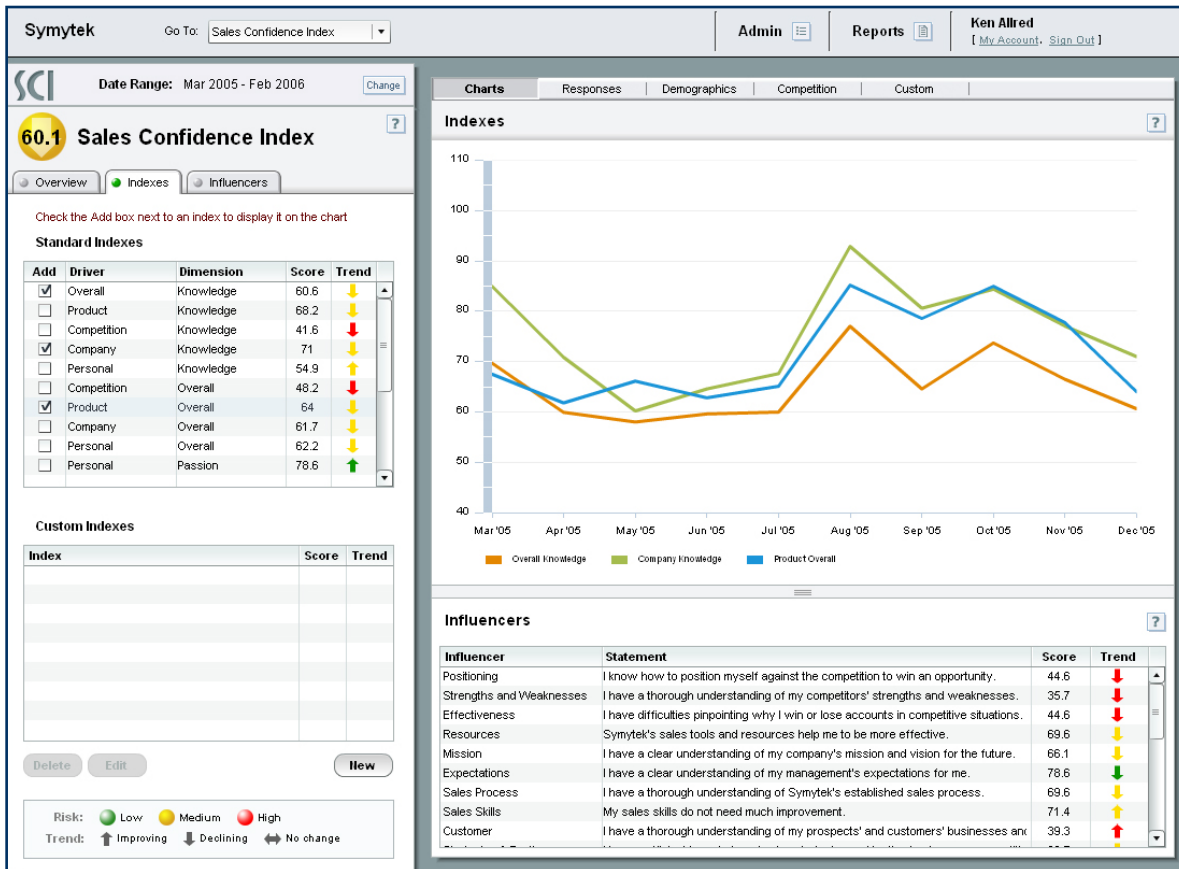 Symytek Go To: Sales Confidence Index Admin Reports Ken Allred
[ My Account. Sign Out ]
SCI Date Range: Mar 2005 - Feb 2006 Change
60.1 Sales Confidence Index ?
Overview Indexes Influencers
Check the Add box next to an index to display it on the chart
Standard Indexes
Add Driver Dimension Score Trend
Overall Knowledge 60.6
Product Knowledge 68.2
Competition Knowledge 41.6
Company Knowledge 71
Personal Knowledge 54.9
Competition Overall 48.2
Product Overall 64
Company Overall 61.7
Personal Overall 62.2
Personal Passion 78.6
Custom Indexes
Index Score Trend
Delete Edit New
Risk: Low Medium High
Trend: Improving Declining No change
Charts Responses Demographics Competition Custom
Indexes ?
110
100
90
80
70
60
50
40
Mar'05 Apr'05 May'05 Jun'05 Jul'05 Aug'05 Sep'05 Oct'05 Nov'05 Dec'05
Overall Knowledge Company Knowledge Product Overall
Influencers ?
Influencer Statement Score Trend
Positioning I know how to position myself against the competition to win an opportunity. 44.6
Strengths and Weaknesses I have a thorough understanding of my competitors' strengths and weaknesses. 35.7
Effectiveness I have difficulties pinpointing why I win or lose accounts in competitive situations. 44.6
Resources Symytek's sales tools and resources help me to be more effective. 69.6
Mission I have a clear understanding of my company's mission and vision for the future. 66.1
Expectations I have a clear understanding of my management's expectations for me. 78.6
Sales Process I have a thorough understanding of Symytek's established sales process. 69.6
Sales Skills My sales skills do not need much improvement. 71.4
Customer I have a thorough understanding of my prospects' and customers' businesses and 39.3